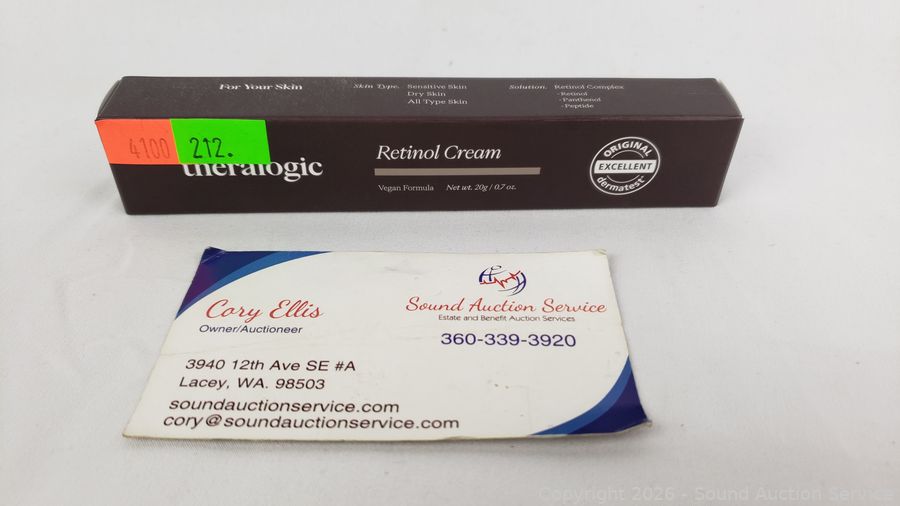 For Your Skin
Skin Type. Sensitive Skin
Dry Skin
All Type Skin
Solution. Retinol Complex
-Retinol
-Panthenol
-Peptide
4100
212.
theralogic
Retinol Cream
Vegan Formula Net wt. 20g / 0.7 oz.
ORIGINAL
EXCELLENT
dermatest
Cory Ellis
Owner/Auctioneer
Sound Auction Service
Estate and Benefit Auction Services
360-339-3920
3940 12th Ave SE #A
Lacey, WA. 98503
soundauctionservice.com
cory@soundauctionservice.com
Copyright 2026 - Sound Auction Service